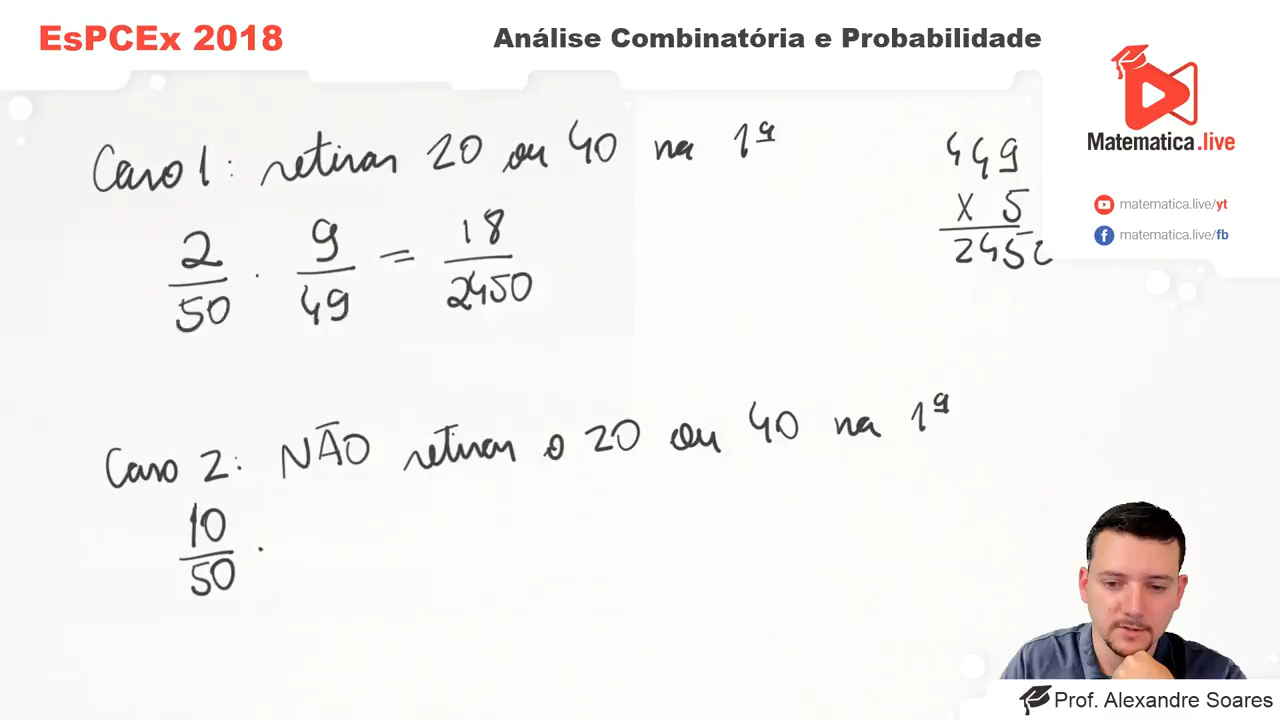 EsPCEx 2018
Análise Combinatória e Probabilidade
Matematica.live
matematica.live/yt
matematica.live/fb
Caso 1: retirar 20 ou 40 na 1ª
2/50 · 9/49 = 18/2450
449
x 5
2450
Caso 2: NÃO retirar o 20 ou 40 na 1ª
10/50 ·
Prof. Alexandre Soares